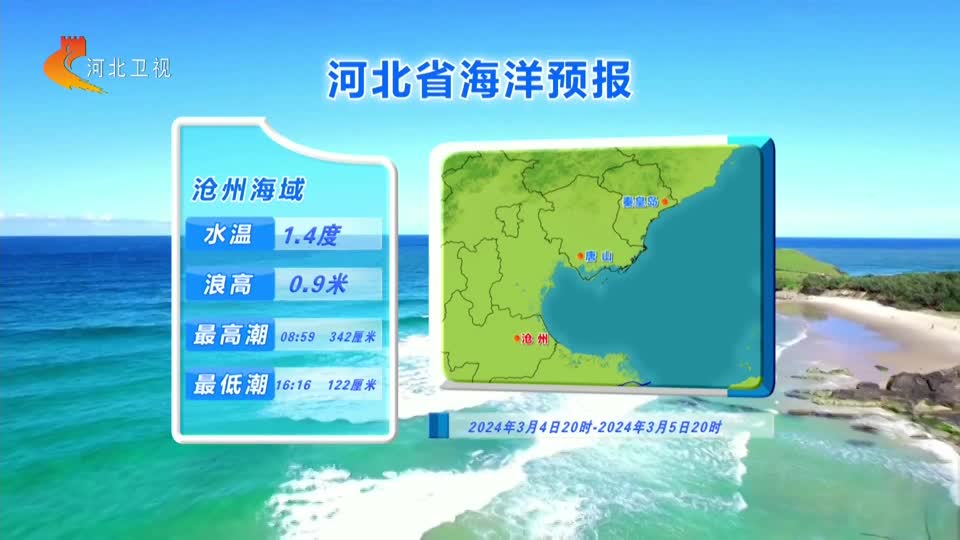 河北卫视
河北省海洋预报
沧州海域
水温 1.4度
浪高 0.9米
最高潮 08:59 342厘米
最低潮 16:16 122厘米
秦皇岛
唐山
沧州
2024年3月4日20时-2024年3月5日20时